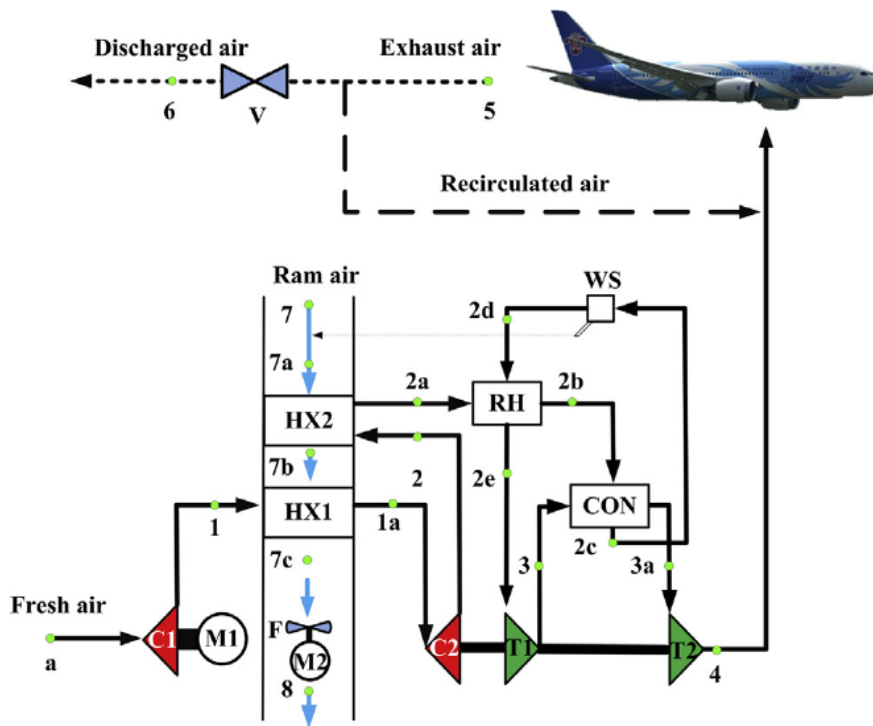 Discharged air
Exhaust air
6
V
5
Recirculated air
Ram air
WS
7
2d
7a
2a
RH
2b
HX2
7b
2
2e
HX1
1
1a
CON
2c
7c
3
3a
Fresh air
F
C1
M1
C2
T1
T2
a
M2
8
4